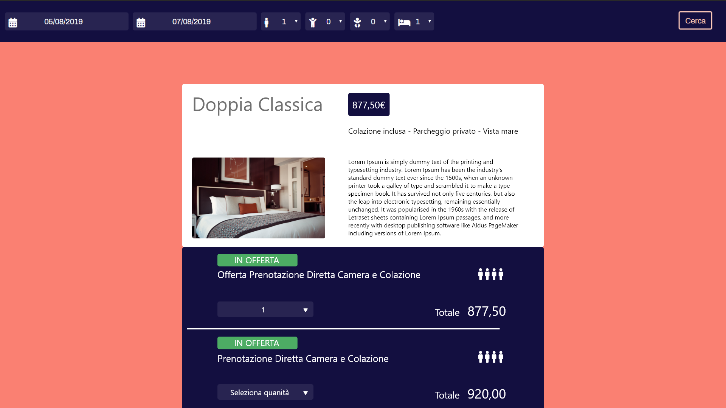 05/08/2019 07/08/2019 1 0 0 1 Cerca
Doppia Classica
877,50€
Colazione inclusa - Parcheggio privato - Vista mare
Lorem Ipsum is simply dummy text of the printing and
typesetting industry. Lorem Ipsum has been the industry's
standard dummy text ever since the 1500s, when an unknown
printer took a galley of type and scrambled it to make a type
specimen book. It has survived not only five centuries, but also
the leap into electronic typesetting, remaining essentially
unchanged. It was popularised in the 1960s with the release of
Letraset sheets containing Lorem Ipsum passages, and more
recently with desktop publishing software like Aldus PageMaker
including versions of Lorem Ipsum.
IN OFFERTA
Offerta Prenotazione Diretta Camera e Colazione
1
Totale 877,50
IN OFFERTA
Prenotazione Diretta Camera e Colazione
Seleziona quanità
Totale 920,00